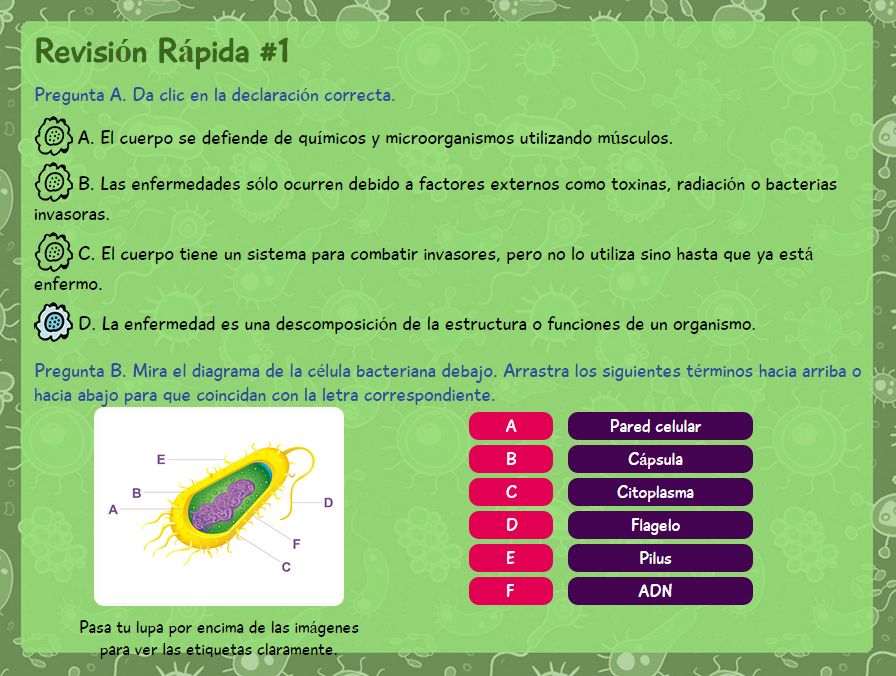 Revisión Rápida #1
Pregunta A. Da clic en la declaración correcta.
A. El cuerpo se defiende de químicos y microorganismos utilizando músculos.
B. Las enfermedades sólo ocurren debido a factores externos como toxinas, radiación o bacterias
invasoras.
C. El cuerpo tiene un sistema para combatir invasores, pero no lo utiliza sino hasta que ya está
enfermo.
D. La enfermedad es una descomposición de la estructura o funciones de un organismo.
Pregunta B. Mira el diagrama de la célula bacteriana debajo. Arrastra los siguientes términos hacia arriba o
hacia abajo para que coincidan con la letra correspondiente.
E
B
A
D
F
C
A Pared celular
B Cápsula
C Citoplasma
D Flagelo
E Pilus
F ADN
Pasa tu lupa por encima de las imágenes
para ver las etiquetas claramente.